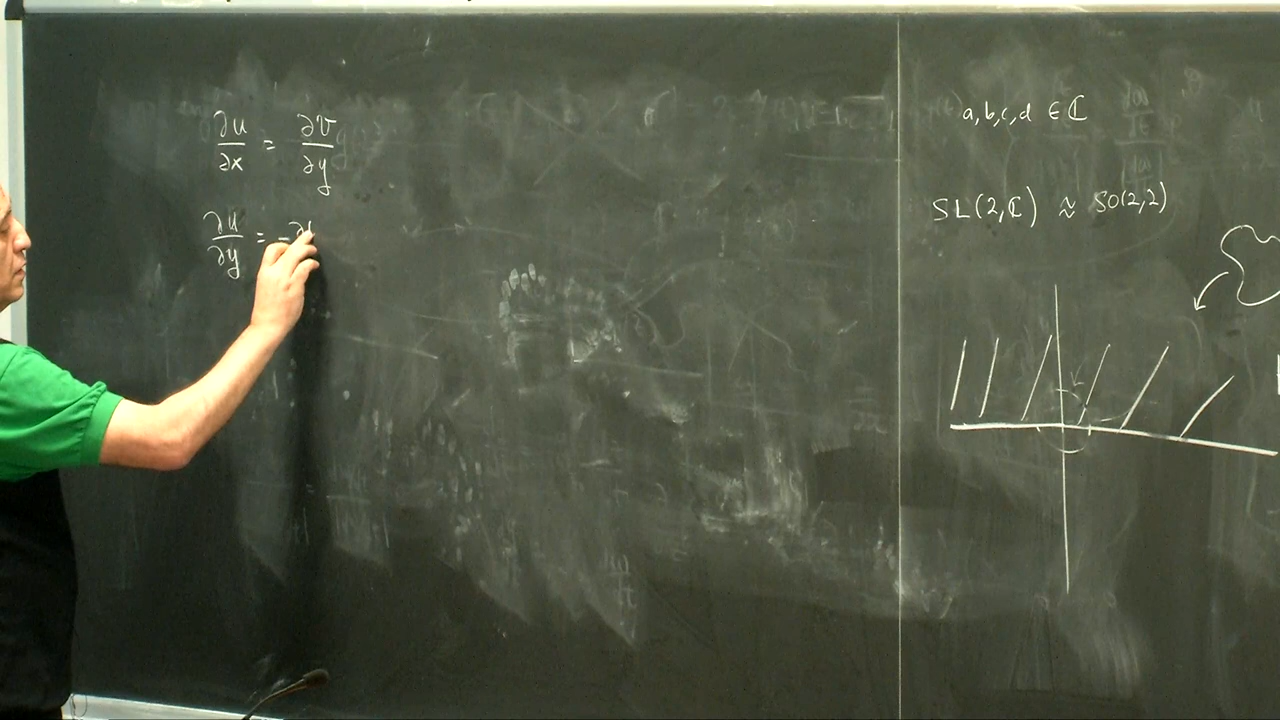 ∂u/∂x = ∂v/∂y
∂u/∂y = -∂
a,b,c,d ∈ ℂ
SL(2,ℂ) ≈ SO(2,2)